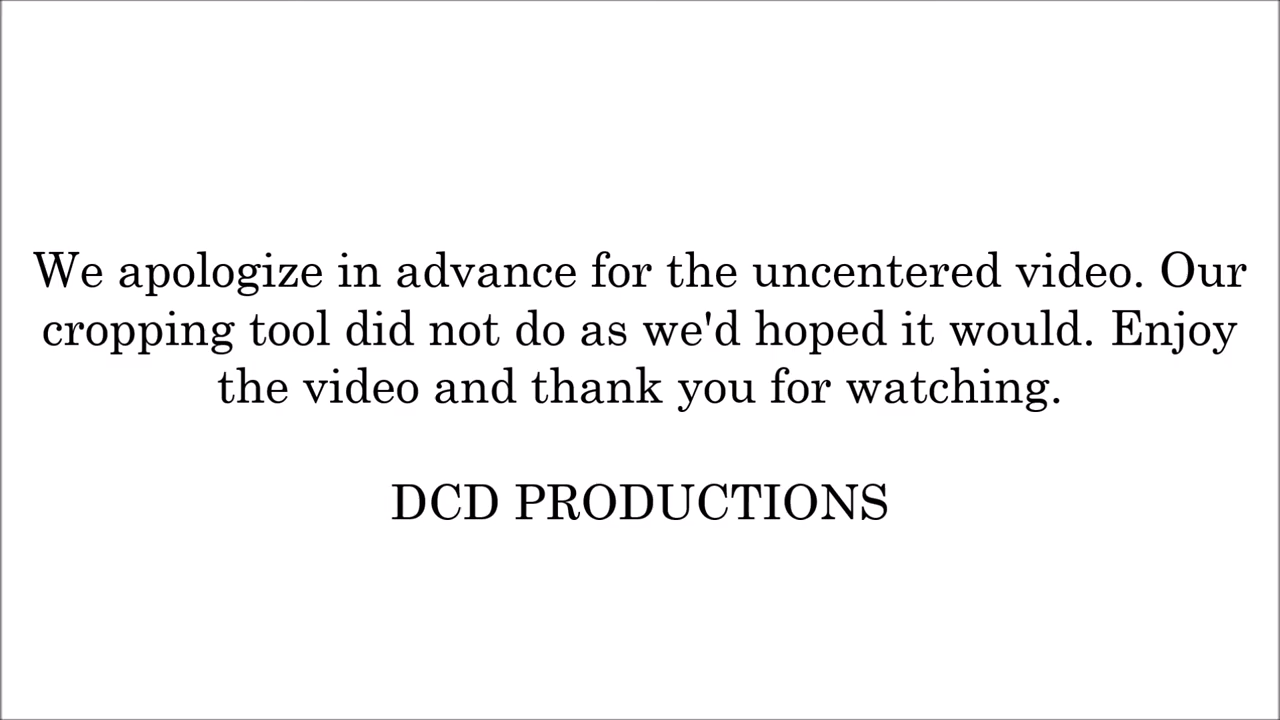 We apologize in advance for the uncentered video. Our
cropping tool did not do as we'd hoped it would. Enjoy
the video and thank you for watching.
DCD PRODUCTIONS